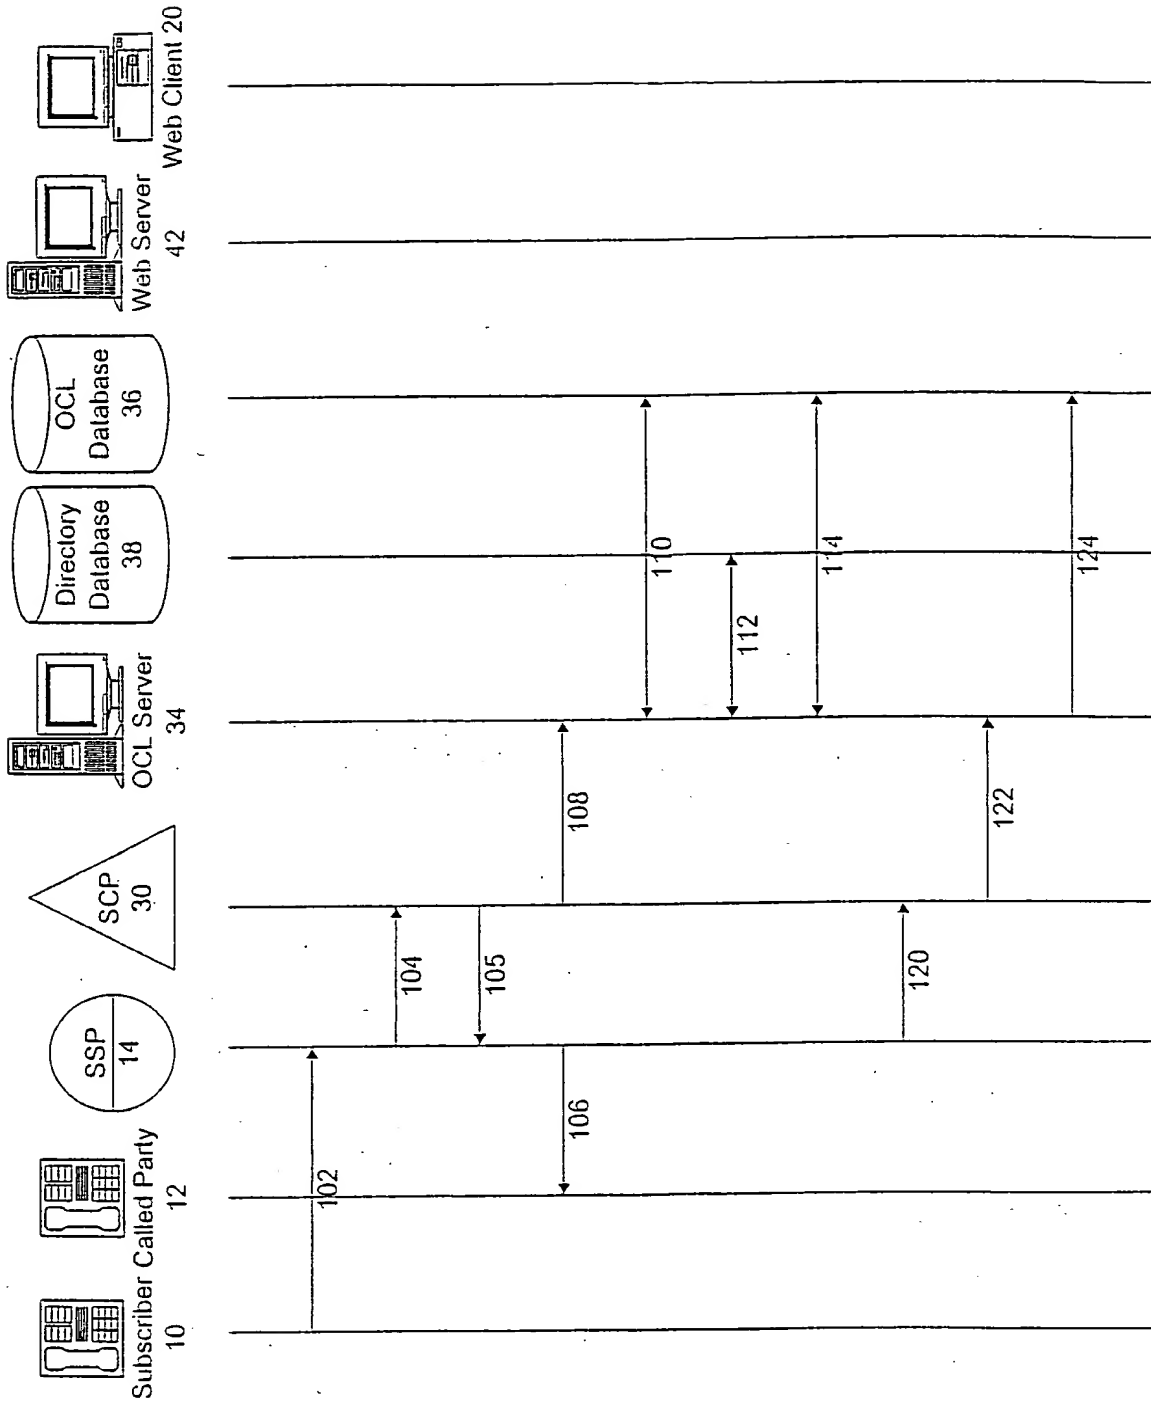 Subscriber
10
Called Party
12
SSP
14
SCP
30
OCL Server
34
Directory
Database
38
OCL
Database
36
Web Server
42
Web Client 20
102
104
105
106
108
110
112
114
120
122
124